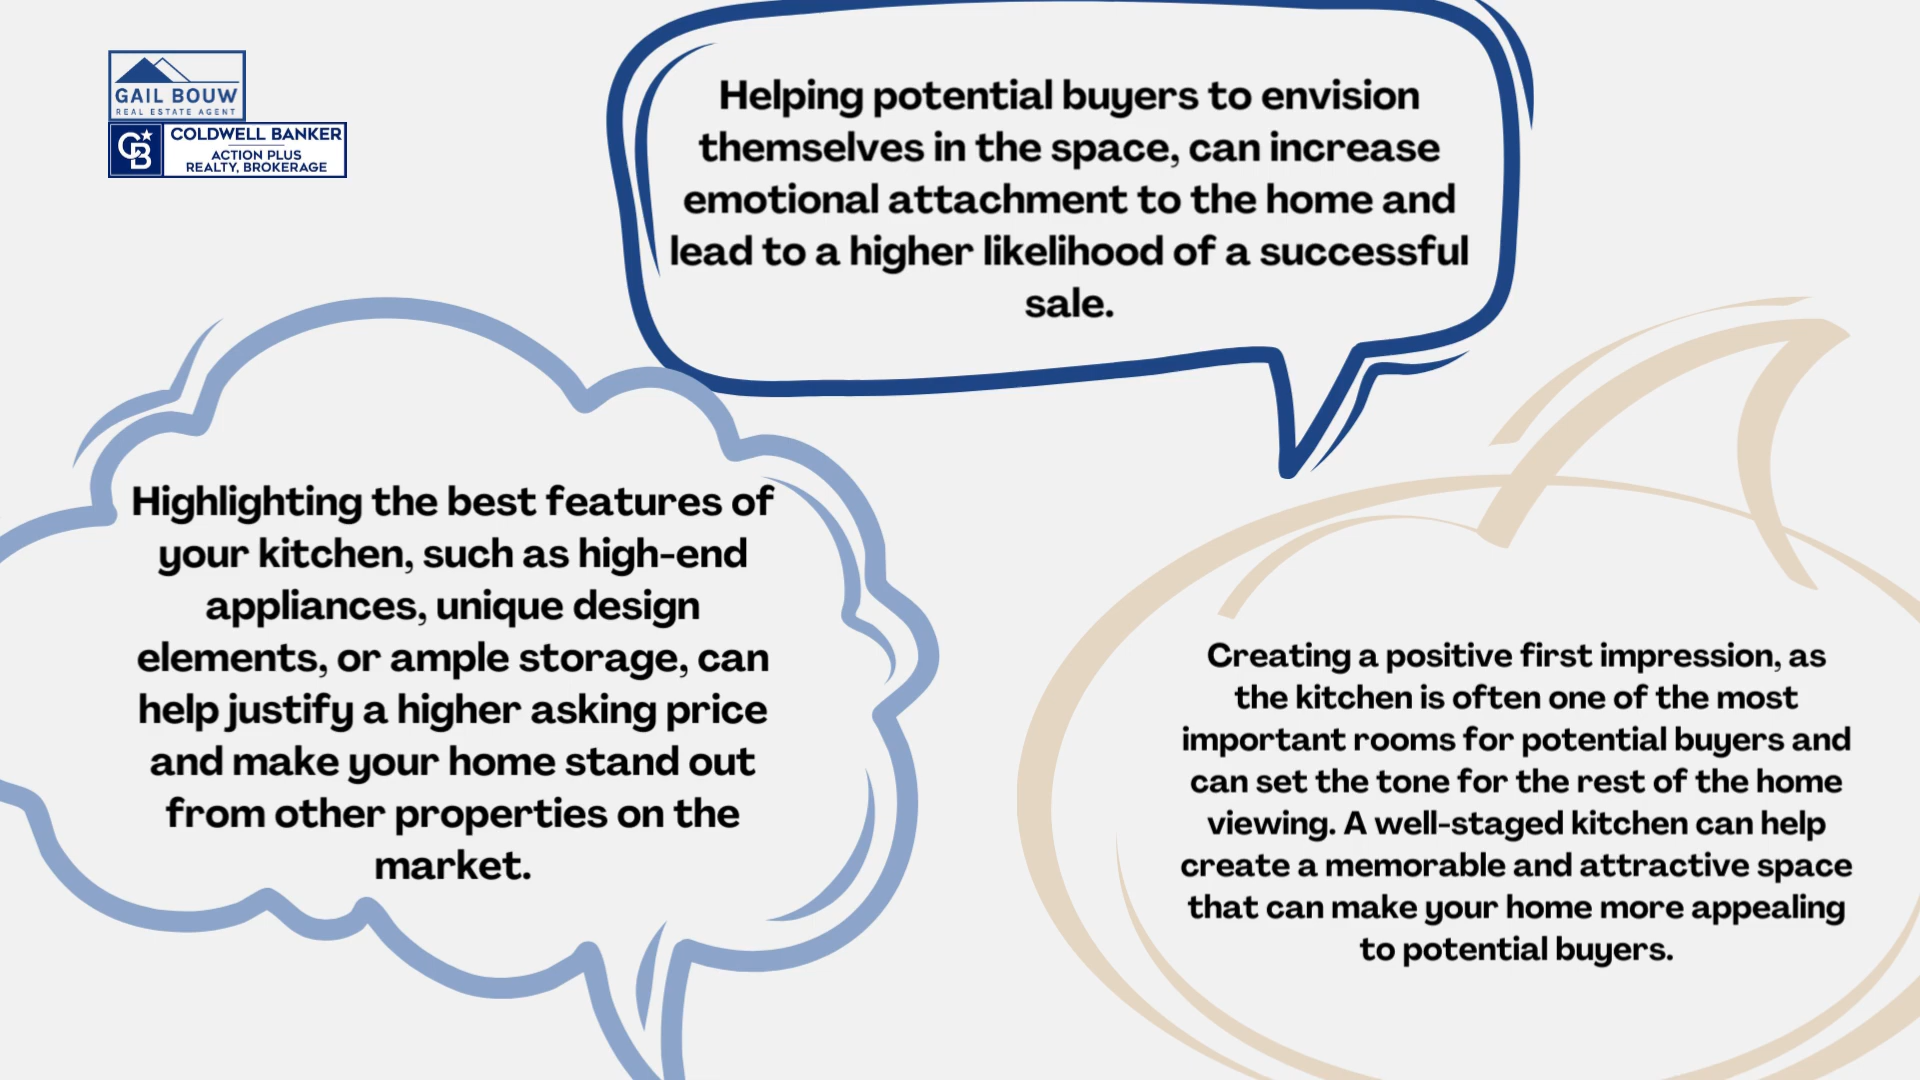 GAIL BOUW
REAL ESTATE AGENT
CB
COLDWELL BANKER
ACTION PLUS
REALTY, BROKERAGE
Helping potential buyers to envision
themselves in the space, can increase
emotional attachment to the home and
lead to a higher likelihood of a successful
sale.
Highlighting the best features of
your kitchen, such as high-end
appliances, unique design
elements, or ample storage, can
help justify a higher asking price
and make your home stand out
from other properties on the
market.
Creating a positive first impression, as
the kitchen is often one of the most
important rooms for potential buyers and
can set the tone for the rest of the home
viewing. A well-staged kitchen can help
create a memorable and attractive space
that can make your home more appealing
to potential buyers.